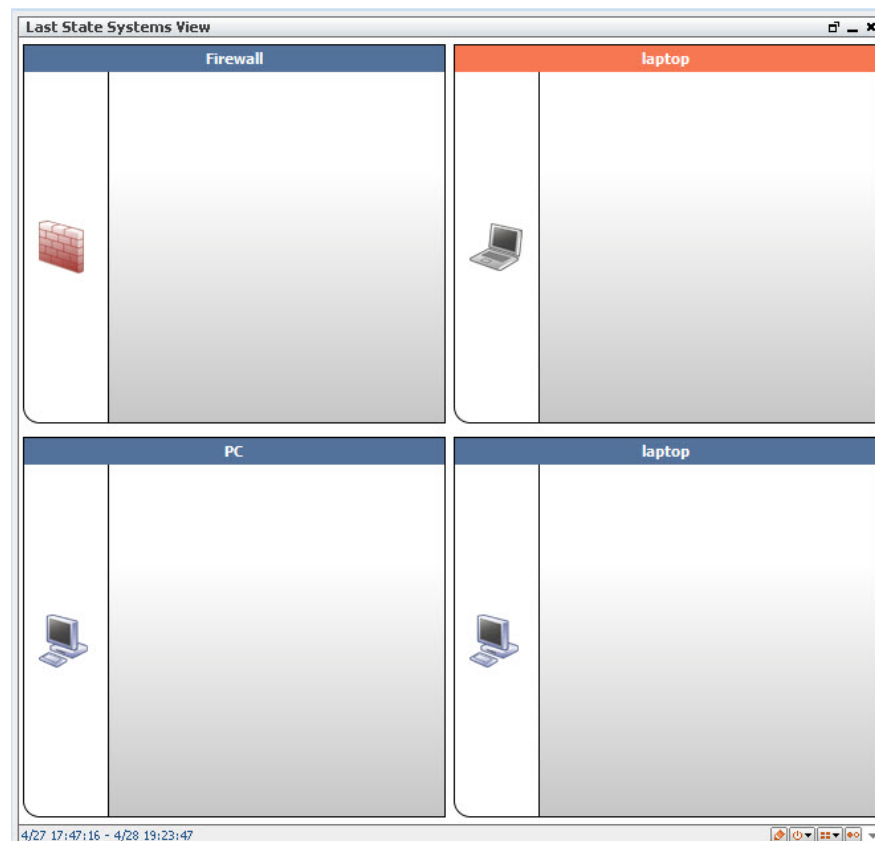 Last State Systems View
Firewall
laptop
PC
laptop
4/27 17:47:16 - 4/28 19:23:47